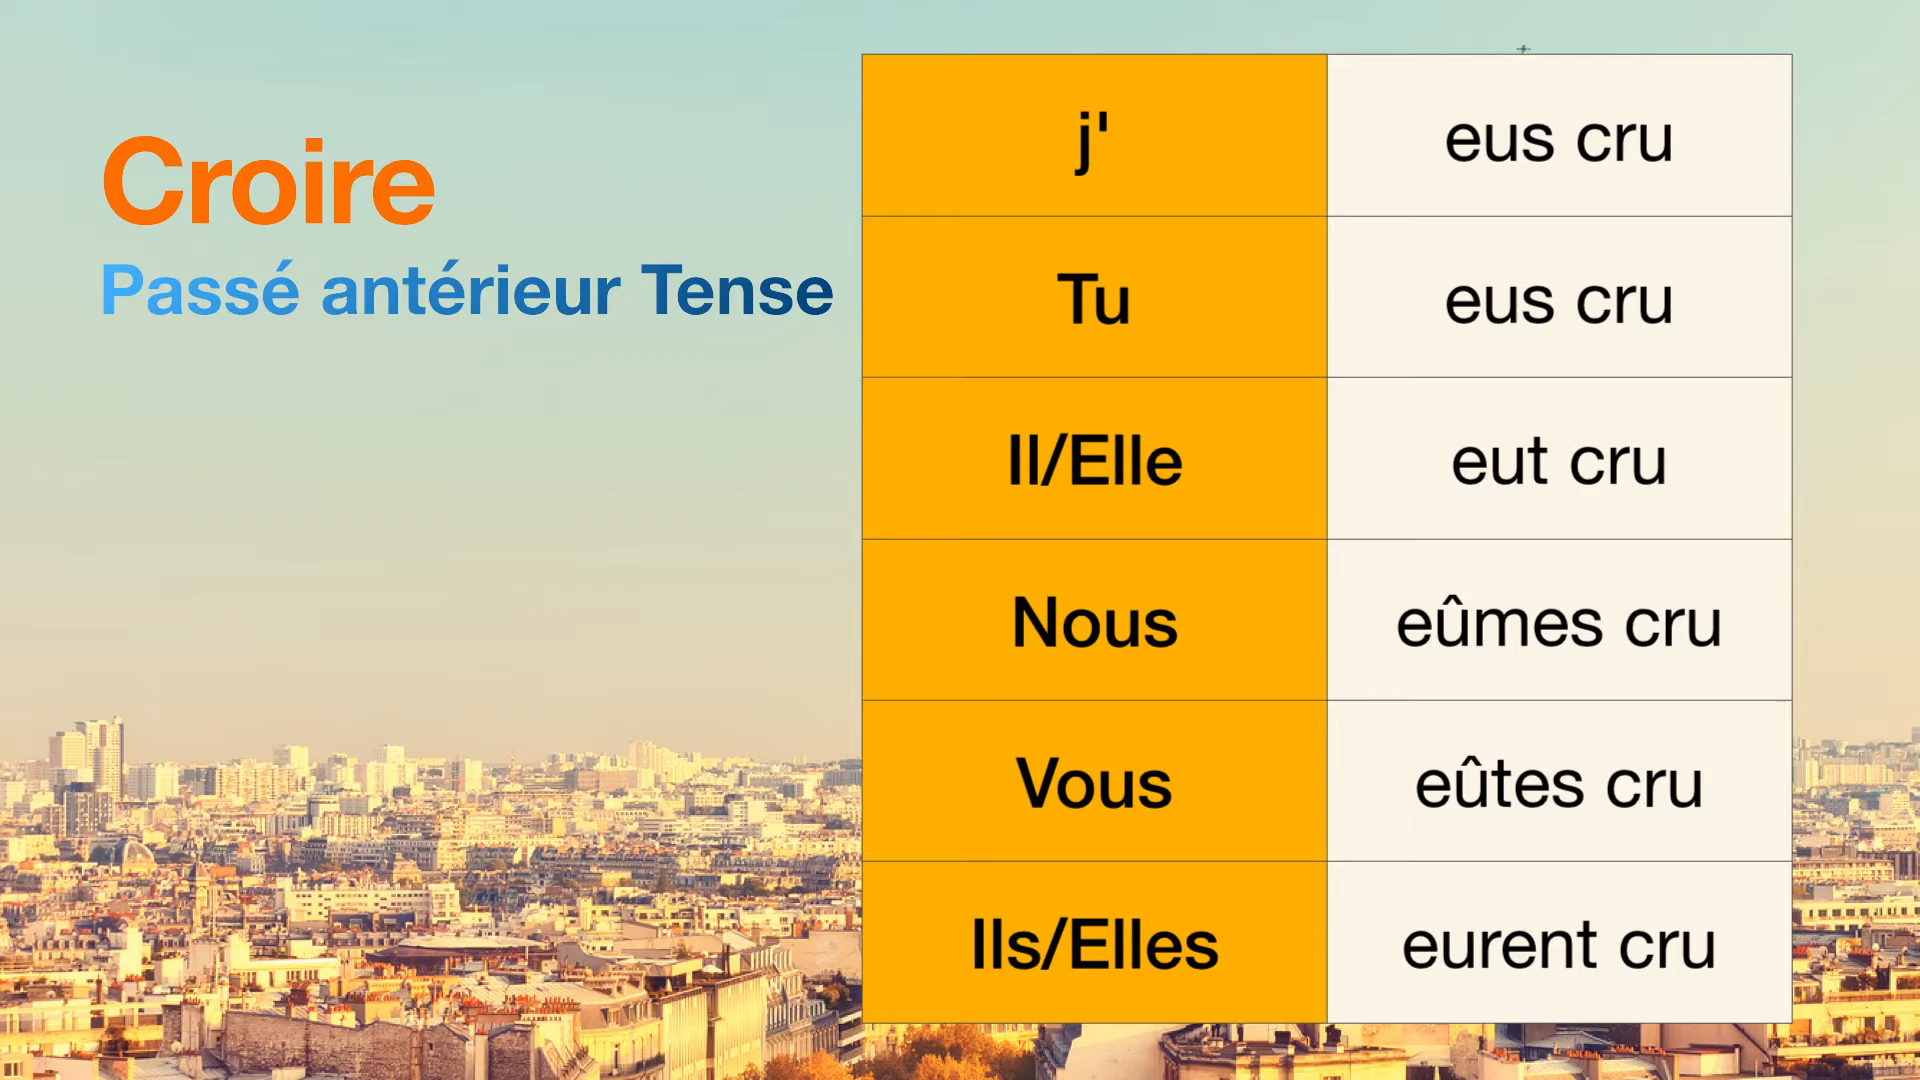 Croire
Passé antérieur Tense
j' eus cru
Tu eus cru
Il/Elle eut cru
Nous eûmes cru
Vous eûtes cru
Ils/Elles eurent cru